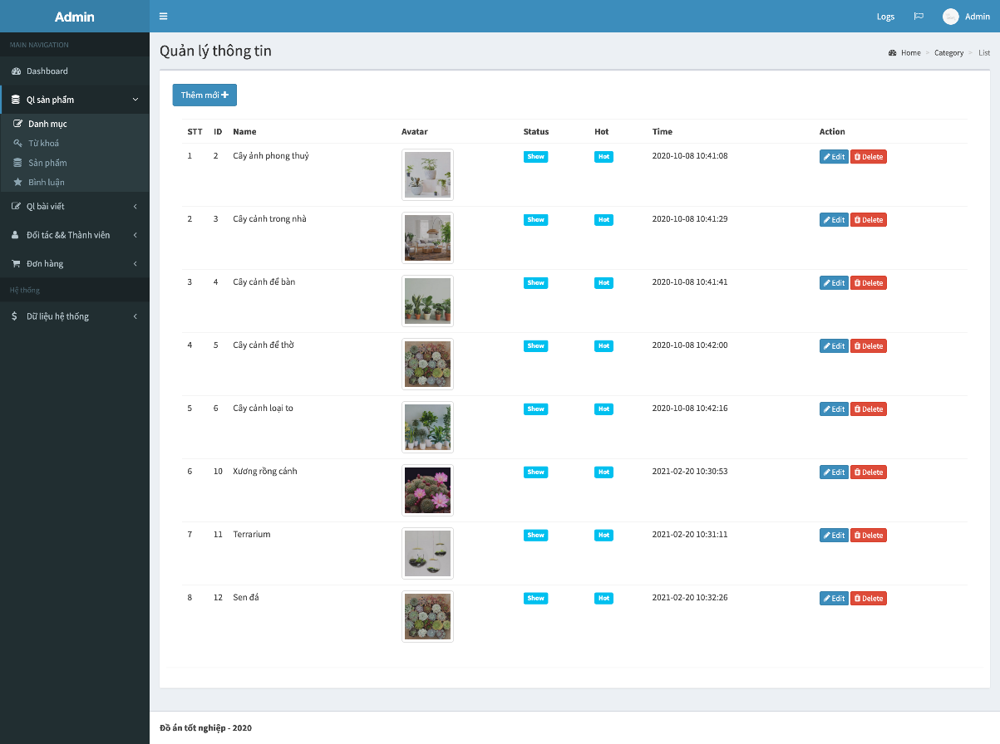 Admin
Logs
Admin
MAIN NAVIGATION
Dashboard
Ql sản phẩm
Danh mục
Từ khoá
Sản phẩm
Bình luận
Ql bài viết
Đối tác && Thành viên
Đơn hàng
Hệ thống
Dữ liệu hệ thống
Quản lý thông tin
Home > Category > List
Thêm mới
STT ID Name Avatar Status Hot Time Action
1 2 Cây ảnh phong thuỷ Show Hot 2020-10-08 10:41:08 Edit Delete
2 3 Cây cảnh trong nhà Show Hot 2020-10-08 10:41:29 Edit Delete
3 4 Cây cảnh để bàn Show Hot 2020-10-08 10:41:41 Edit Delete
4 5 Cây cảnh để thờ Show Hot 2020-10-08 10:42:00 Edit Delete
5 6 Cây cảnh loại to Show Hot 2020-10-08 10:42:16 Edit Delete
6 10 Xương rồng cảnh Show Hot 2021-02-20 10:30:53 Edit Delete
7 11 Terrarium Show Hot 2021-02-20 10:31:11 Edit Delete
8 12 Sen đá Show Hot 2021-02-20 10:32:26 Edit Delete
Đồ án tốt nghiệp - 2020